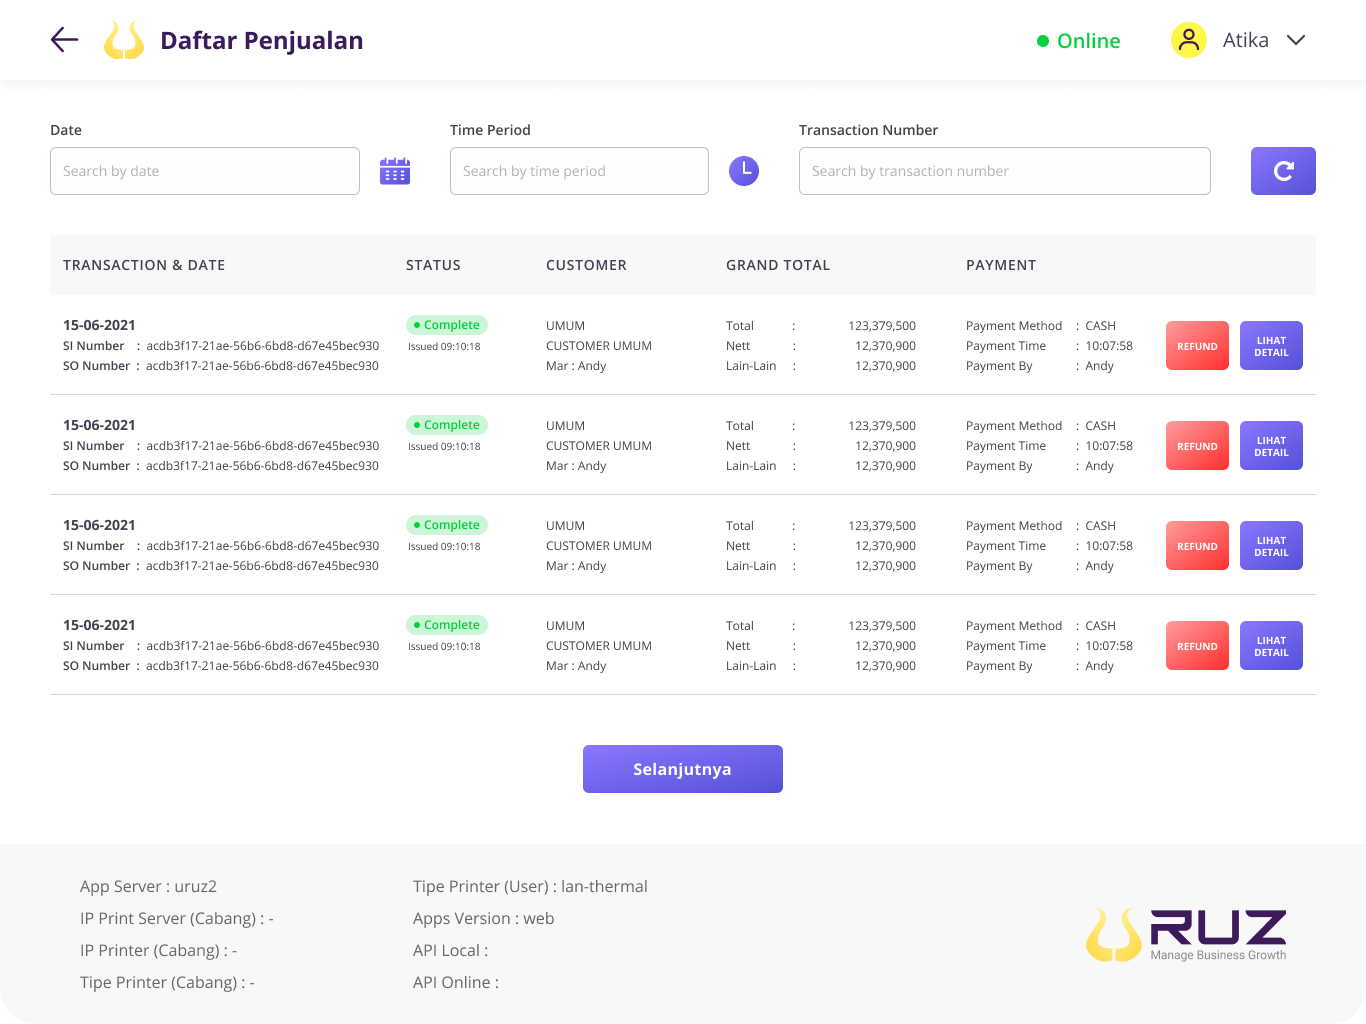 Daftar Penjualan
Online
Atika
Date
Time Period
Transaction Number
Search by date
Search by time period
Search by transaction number
TRANSACTION & DATE STATUS CUSTOMER GRAND TOTAL PAYMENT
15-06-2021 Complete UMUM Total : 123,379,500 Payment Method : CASH
SI Number : acdb3f17-21ae-56b6-6bd8-d67e45bec930 Issued 09:10:18 CUSTOMER UMUM Nett : 12,370,900 Payment Time : 10:07:58
SO Number : acdb3f17-21ae-56b6-6bd8-d67e45bec930 Mar : Andy Lain-Lain : 12,370,900 Payment By : Andy
REFUND
LIHAT
DETAIL
15-06-2021 Complete UMUM Total : 123,379,500 Payment Method : CASH
SI Number : acdb3f17-21ae-56b6-6bd8-d67e45bec930 Issued 09:10:18 CUSTOMER UMUM Nett : 12,370,900 Payment Time : 10:07:58
SO Number : acdb3f17-21ae-56b6-6bd8-d67e45bec930 Mar : Andy Lain-Lain : 12,370,900 Payment By : Andy
REFUND
LIHAT
DETAIL
15-06-2021 Complete UMUM Total : 123,379,500 Payment Method : CASH
SI Number : acdb3f17-21ae-56b6-6bd8-d67e45bec930 Issued 09:10:18 CUSTOMER UMUM Nett : 12,370,900 Payment Time : 10:07:58
SO Number : acdb3f17-21ae-56b6-6bd8-d67e45bec930 Mar : Andy Lain-Lain : 12,370,900 Payment By : Andy
REFUND
LIHAT
DETAIL
15-06-2021 Complete UMUM Total : 123,379,500 Payment Method : CASH
SI Number : acdb3f17-21ae-56b6-6bd8-d67e45bec930 Issued 09:10:18 CUSTOMER UMUM Nett : 12,370,900 Payment Time : 10:07:58
SO Number : acdb3f17-21ae-56b6-6bd8-d67e45bec930 Mar : Andy Lain-Lain : 12,370,900 Payment By : Andy
REFUND
LIHAT
DETAIL
Selanjutnya
App Server : uruz2
IP Print Server (Cabang) : -
IP Printer (Cabang) : -
Tipe Printer (Cabang) : -
Tipe Printer (User) : lan-thermal
Apps Version : web
API Local :
API Online :
RUZ
Manage Business Growth